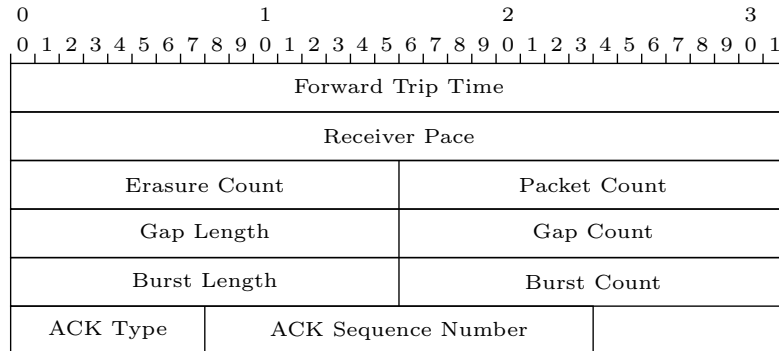 0 1 2 3
0 1 2 3 4 5 6 7 8 9 0 1 2 3 4 5 6 7 8 9 0 1 2 3 4 5 6 7 8 9 0 1
Forward Trip Time
Receiver Pace
Erasure Count Packet Count
Gap Length Gap Count
Burst Length Burst Count
ACK Type ACK Sequence Number